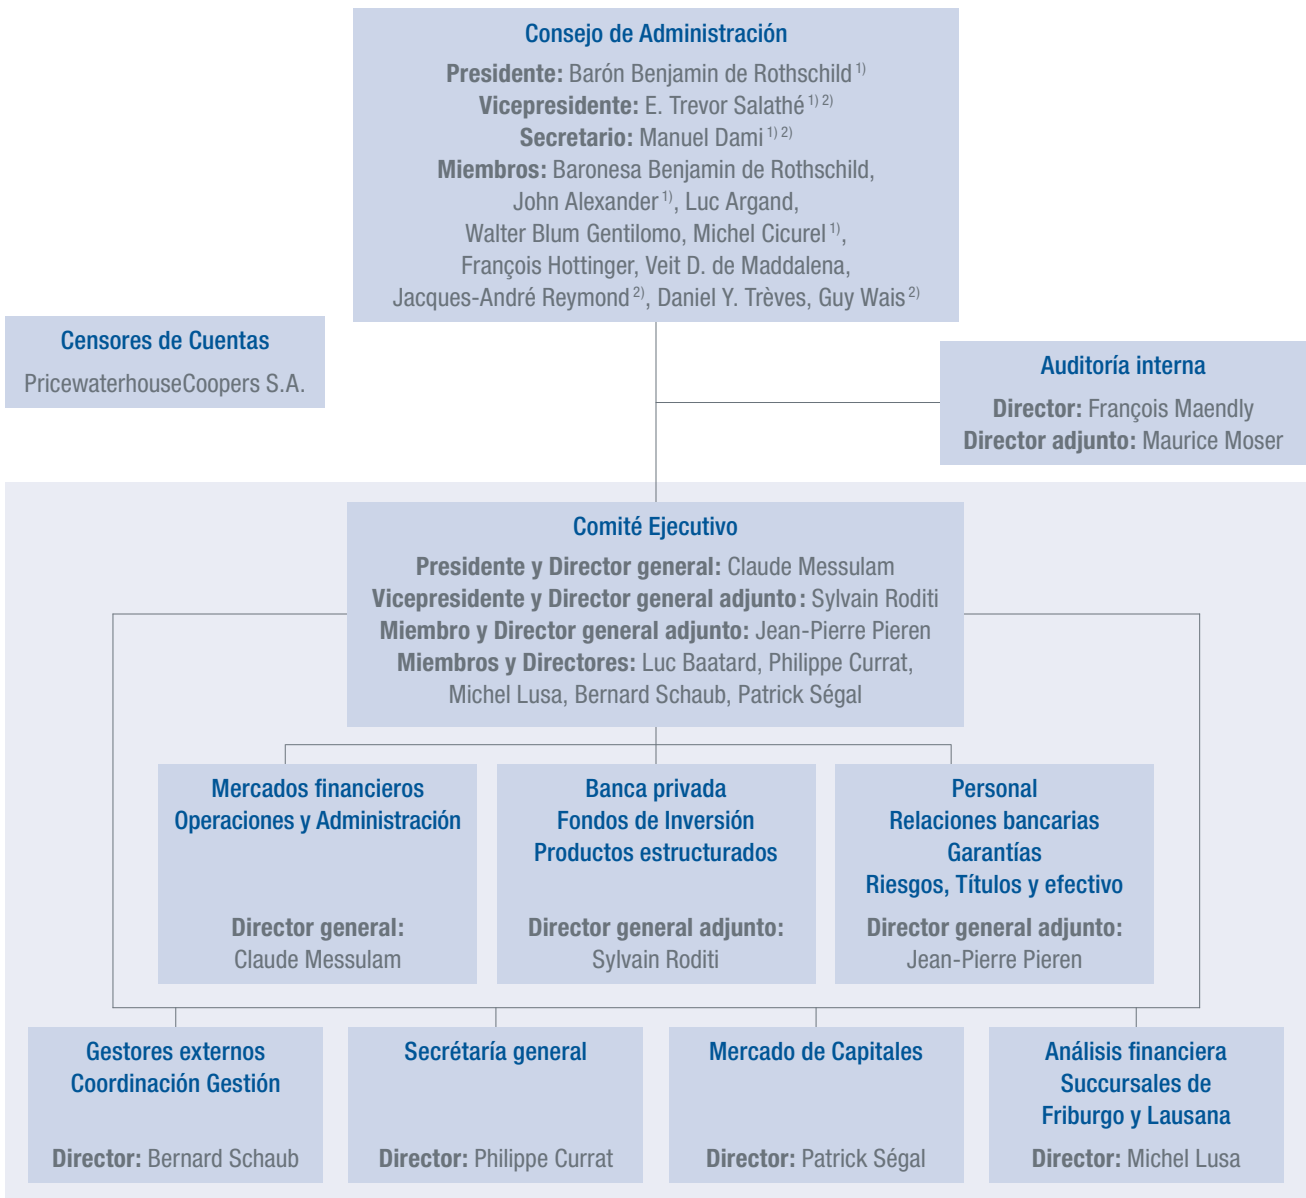 Consejo de Administración
Presidente: Barón Benjamin de Rothschild 1)
Vicepresidente: E. Trevor Salathé 1) 2)
Secretario: Manuel Dami 1) 2)
Miembros: Baronesa Benjamin de Rothschild,
John Alexander 1), Luc Argand,
Walter Blum Gentilomo, Michel Cicurel 1),
François Hottinger, Veit D. de Maddalena,
Jacques-André Reymond 2), Daniel Y. Trèves, Guy Wais 2)
Censores de Cuentas
PricewaterhouseCoopers S.A.
Auditoría interna
Director: François Maendly
Director adjunto: Maurice Moser
Comité Ejecutivo
Presidente y Director general: Claude Messulam
Vicepresidente y Director general adjunto: Sylvain Roditi
Miembro y Director general adjunto: Jean-Pierre Pieren
Miembros y Directores: Luc Baatard, Philippe Currat,
Michel Lusa, Bernard Schaub, Patrick Ségal
Mercados financieros
Operaciones y Administración
Director general:
Claude Messulam
Banca privada
Fondos de Inversión
Productos estructurados
Director general adjunto:
Sylvain Roditi
Personal
Relaciones bancarias
Garantías
Riesgos, Títulos y efectivo
Director general adjunto:
Jean-Pierre Pieren
Gestores externos
Coordinación Gestión
Director: Bernard Schaub
Secrétaría general
Director: Philippe Currat
Mercado de Capitales
Director: Patrick Ségal
Análisis financiera
Succursales de
Friburgo y Lausana
Director: Michel Lusa